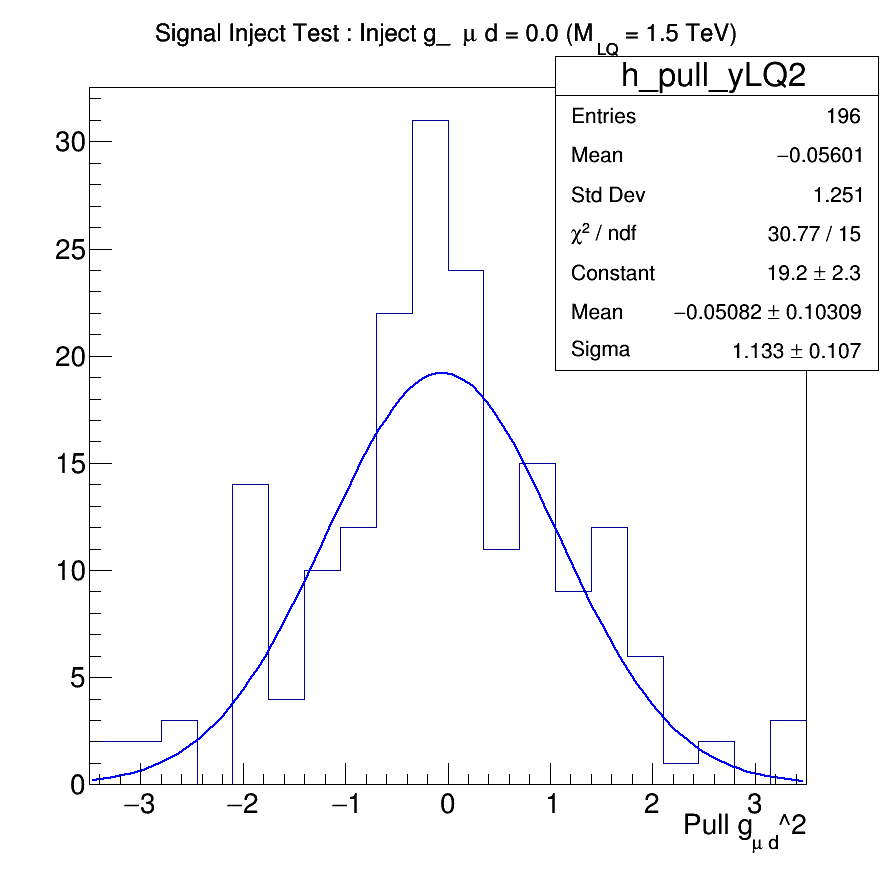 Signal Inject Test : Inject g_ μ d = 0.0 (M_LQ = 1.5 TeV)
h_pull_yLQ2
Entries 196
Mean −0.05601
Std Dev 1.251
χ² / ndf 30.77 / 15
Constant 19.2 ± 2.3
Mean −0.05082 ± 0.10309
Sigma 1.133 ± 0.107
30
25
20
15
10
5
0
−3 −2 −1 0 1 2 3
Pull g_μ d^2